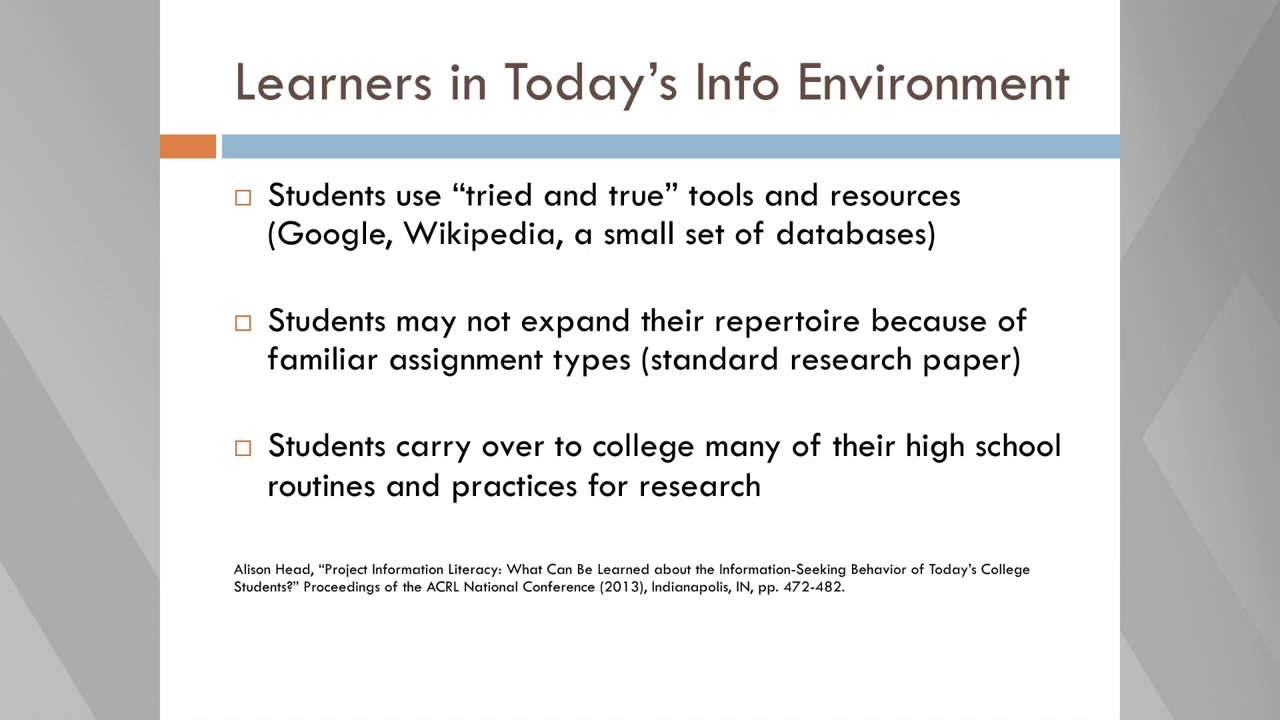 Learners in Today’s Info Environment
Students use “tried and true” tools and resources
(Google, Wikipedia, a small set of databases)
Students may not expand their repertoire because of
familiar assignment types (standard research paper)
Students carry over to college many of their high school
routines and practices for research
Alison Head, “Project Information Literacy: What Can Be Learned about the Information-Seeking Behavior of Today’s College
Students?” Proceedings of the ACRL National Conference (2013), Indianapolis, IN, pp. 472-482.